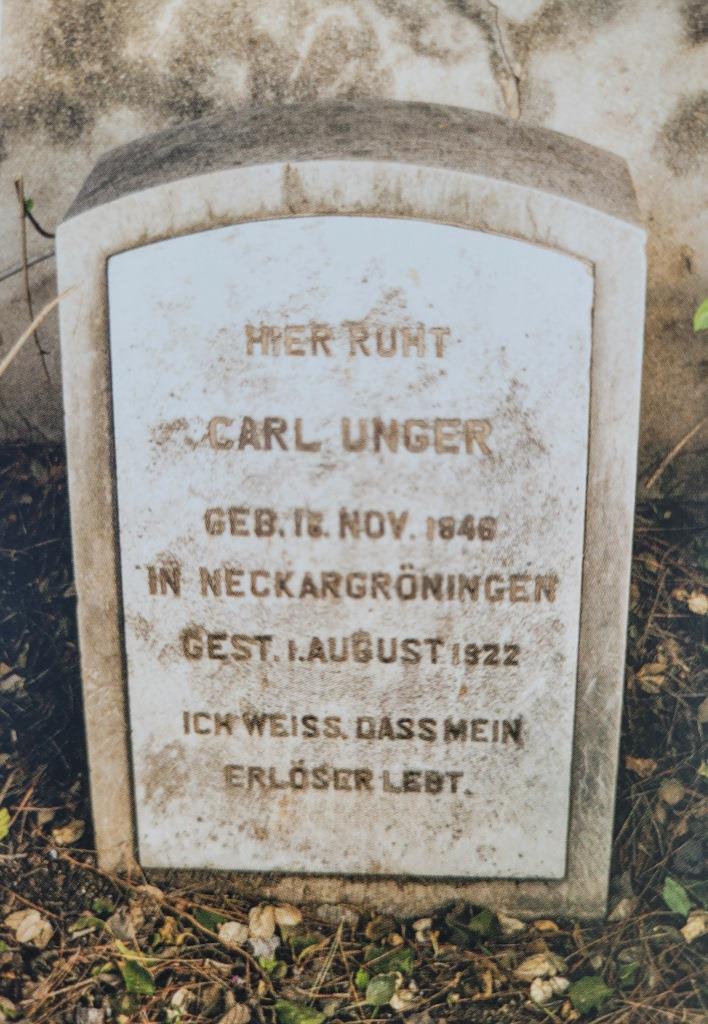 HIER RUHT
CARL UNGER
GEB. 16. NOV. 1846
IN NECKARGRÖNINGEN
GEST. 1. AUGUST 1922
ICH WEISS, DASS MEIN
ERLÖSER LEBT.